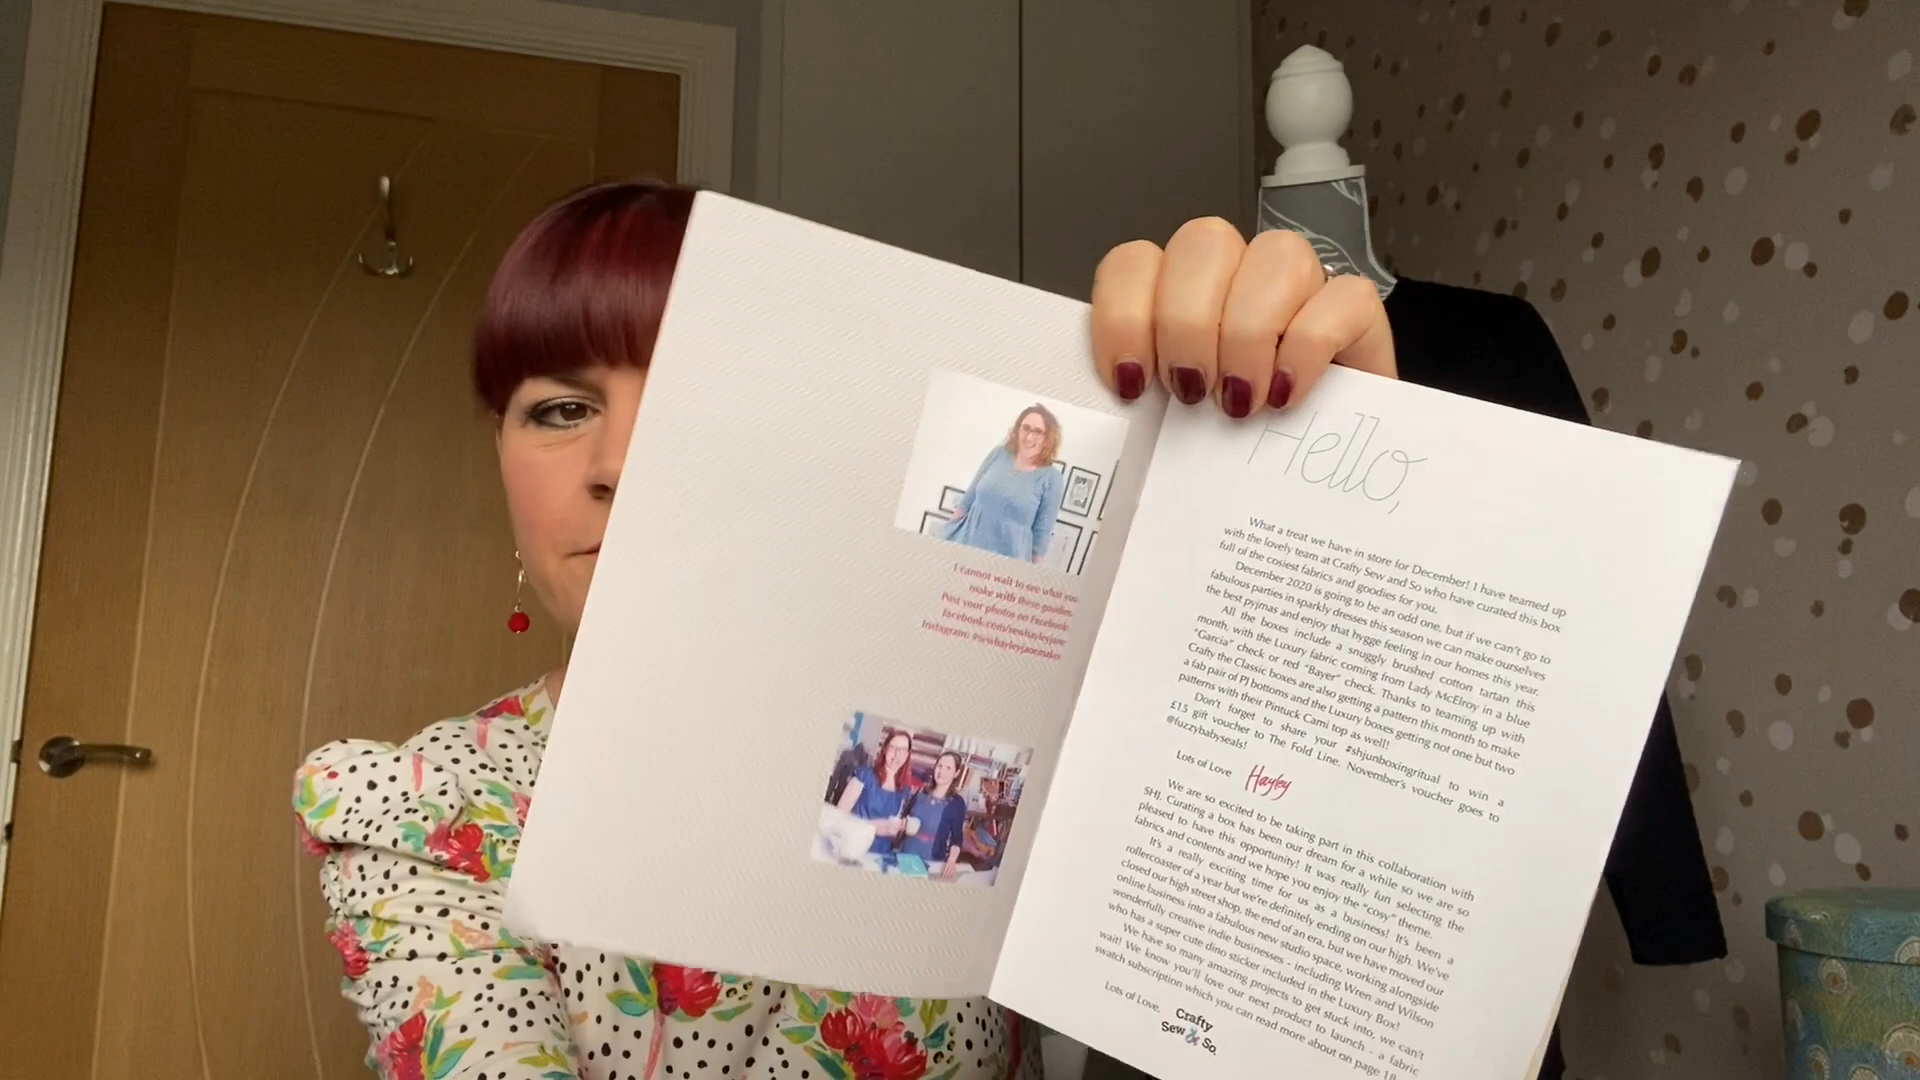 I cannot wait to see what you
make with these goodies.
Post your photos on Facebook:
Facebook.com/sewhayleyjane
Instagram: #sewhayleyjanemakes
Hello,
What a treat we have in store for December! I have teamed up
with the lovely team at Crafty Sew and So who have curated this box
full of the cosiest fabrics and goodies for you.
December 2020 is going to be an odd one, but if we can't go to
fabulous parties in sparkly dresses this season we can make ourselves
the best pyjmas and enjoy that hygge feeling in our homes this year.
All the boxes include a snuggly brushed cotton tartan this
month, with the Luxury fabric coming from Lady McElroy in a blue
"Garcia" check or red "Bayer" check. Thanks to teaming up with
Crafty the Classic boxes are also getting a pattern this month to make
a fab pair of PJ bottoms and the Luxury boxes getting not one but two
patterns with their Pintuck Cami top as well!
Don't forget to share your #shjunboxingritual to win a
£15 gift voucher to The Fold Line. November's voucher goes to
@fuzzybabyseals!
Lots of Love Hayley
We are so excited to be taking part in this collaboration with
SHJ. Curating a box has been our dream for a while so we are so
pleased to have this opportunity! It was really fun selecting the
fabrics and contents and we hope you enjoy the "cosy" theme.
It's a really exciting time for us as a business! It's been a
rollercoaster of a year but we're definitely ending on our high. We've
closed our high street shop, the end of an era, but we have moved our
online business into a fabulous new studio space, working alongside
wonderfully creative indie businesses - including Wren and Wilson
who has a super cute dino sticker included in the Luxury Box!
We have so many amazing projects to get stuck into, we can't
wait! We know you'll love our next product to launch - a fabric
swatch subscription which you can read more about on page 18.
Lots of Love,
Crafty
Sew & So.